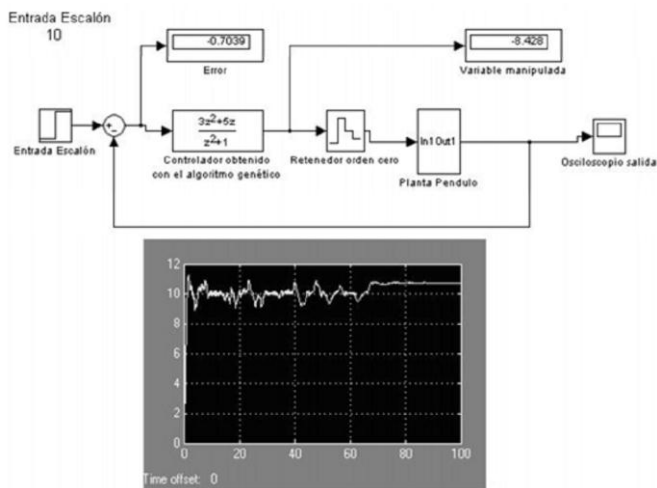 Entrada Escalón
10
-0.7039
Error
-8.428
Variable manipulada
Entrada Escalón
3z²+5z
z²+1
Controlador obtenido
con el algoritmo genético
Retenedor orden cero
In1 Out1
Planta Pendulo
Osciloscopio salida
12
10
8
6
4
2
0
0
20
40
60
80
100
Time offset: 0